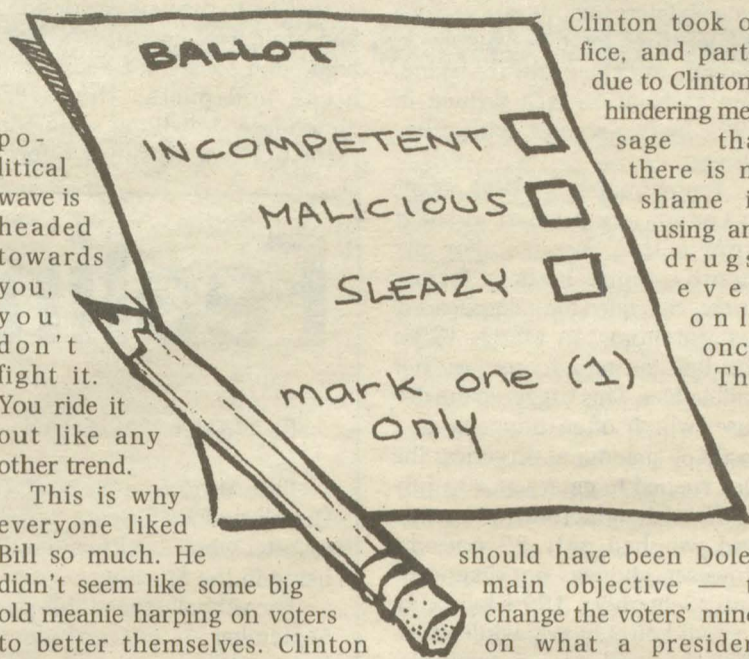 po-
litical
wave is
headed
towards
you,
you
don't
fight it.
You ride it
out like any
other trend.
This is why
everyone liked
Bill so much. He
didn't seem like some big
old meanie harping on voters
to better themselves. Clinton
BALLOT
INCOMPETENT
MALICIOUS
SLEAZY
mark one (1)
only
Clinton took o
fice, and part
due to Clinton
hindering me
sage tha
there is n
shame i
using an
drugs
eve
onl
onc
Th
should have been Dole
main objective — t
change the voters' mind
on what a presiden